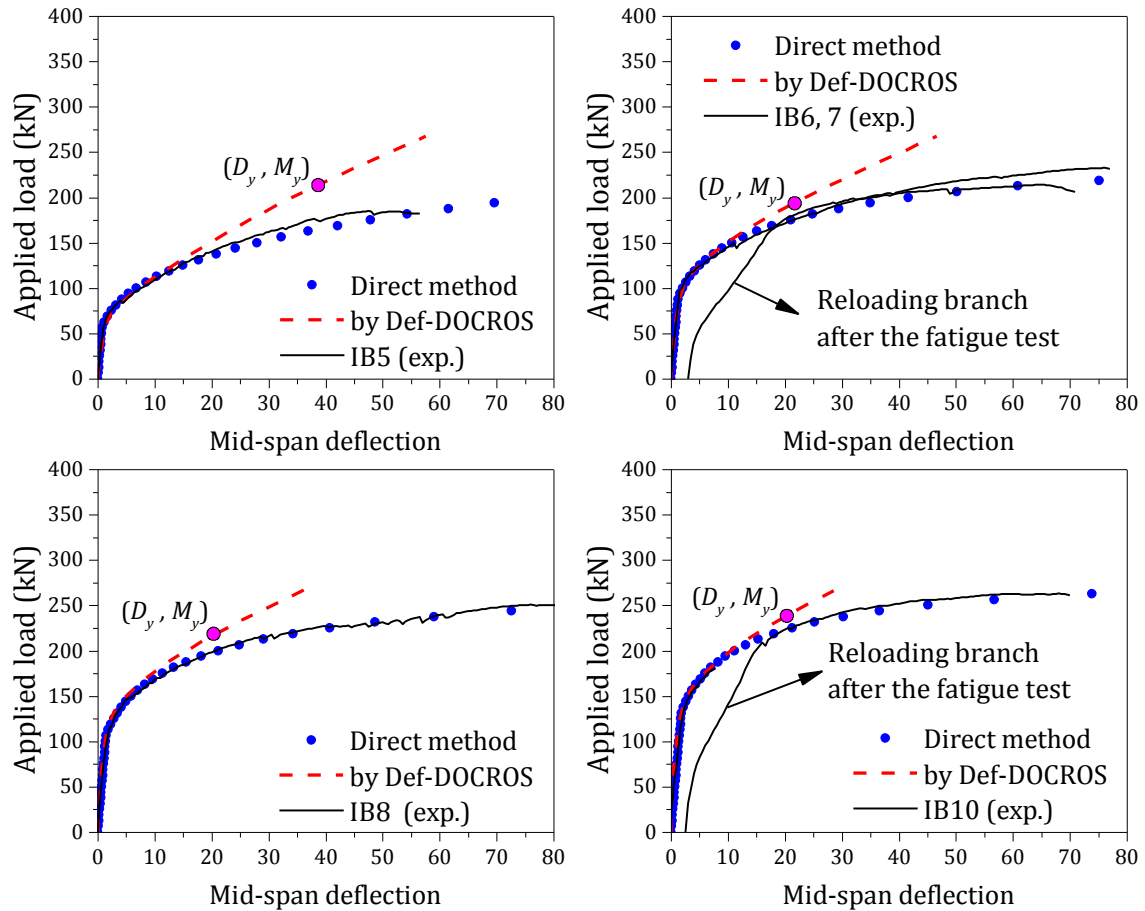 400
350
300
250
200
150
100
50
0
Applied load (kN)
(Dy , My)
Direct method
by Def-DOCROS
IB5 (exp.)
0 10 20 30 40 50 60 70 80
Mid-span deflection
400
350
300
250
200
150
100
50
0
Applied load (kN)
Direct method
by Def-DOCROS
IB6, 7 (exp.)
(Dy , My)
Reloading branch
after the fatigue test
0 10 20 30 40 50 60 70 80
Mid-span deflection
400
350
300
250
200
150
100
50
0
Applied load (kN)
(Dy , My)
Direct method
by Def-DOCROS
IB8 (exp.)
0 10 20 30 40 50 60 70 80
Mid-span deflection
400
350
300
250
200
150
100
50
0
Applied load (kN)
(Dy , My)
Reloading branch
after the fatigue test
Direct method
by Def-DOCROS
IB10 (exp.)
0 10 20 30 40 50 60 70 80
Mid-span deflection